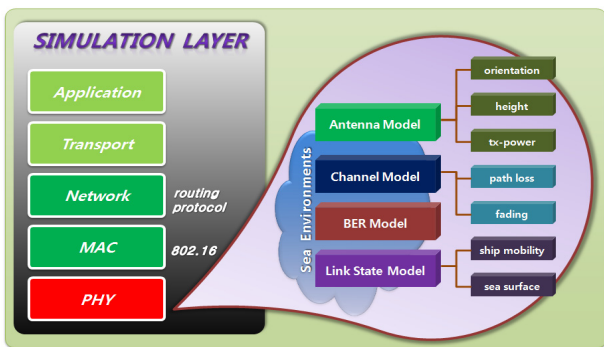 SIMULATION LAYER
Application
Transport
Network
routing
protocol
MAC
802.16
PHY
Sea Environments
Antenna Model
orientation
height
tx-power
Channel Model
path loss
fading
BER Model
Link State Model
ship mobility
sea surface